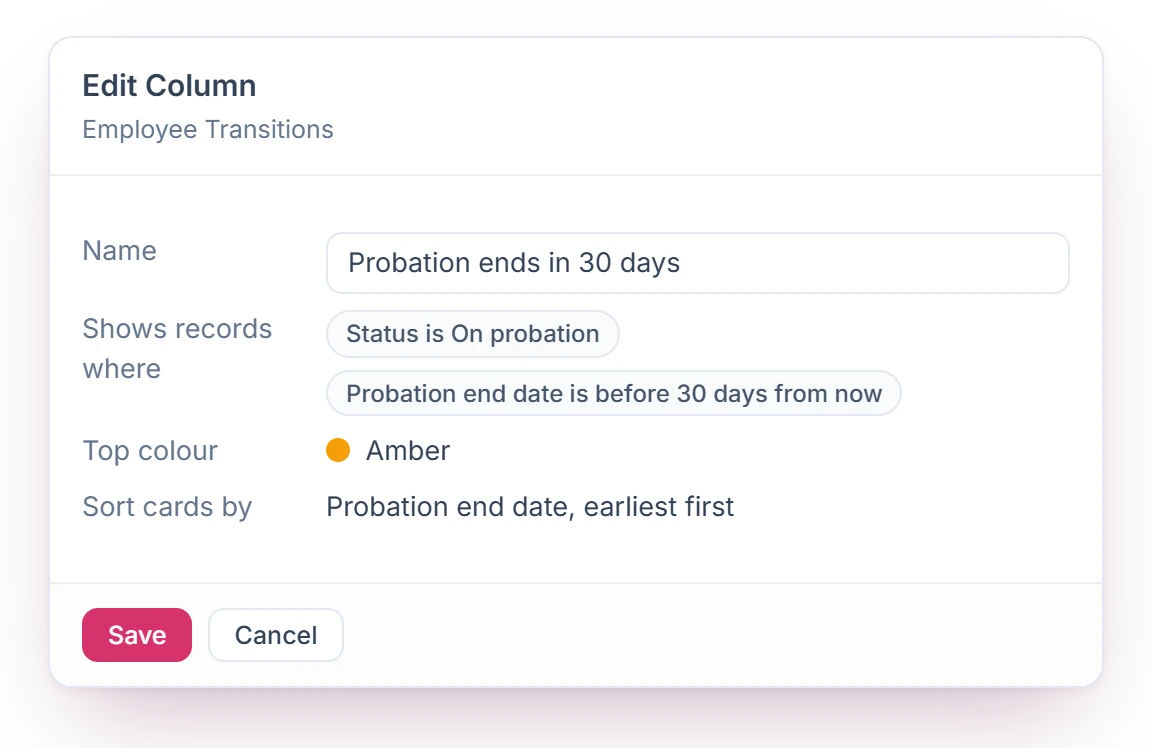 Edit Column
Employee Transitions
Name
Probation ends in 30 days
Shows records
where
Status is On probation
Probation end date is before 30 days from now
Top colour
Amber
Sort cards by
Probation end date, earliest first
Save
Cancel